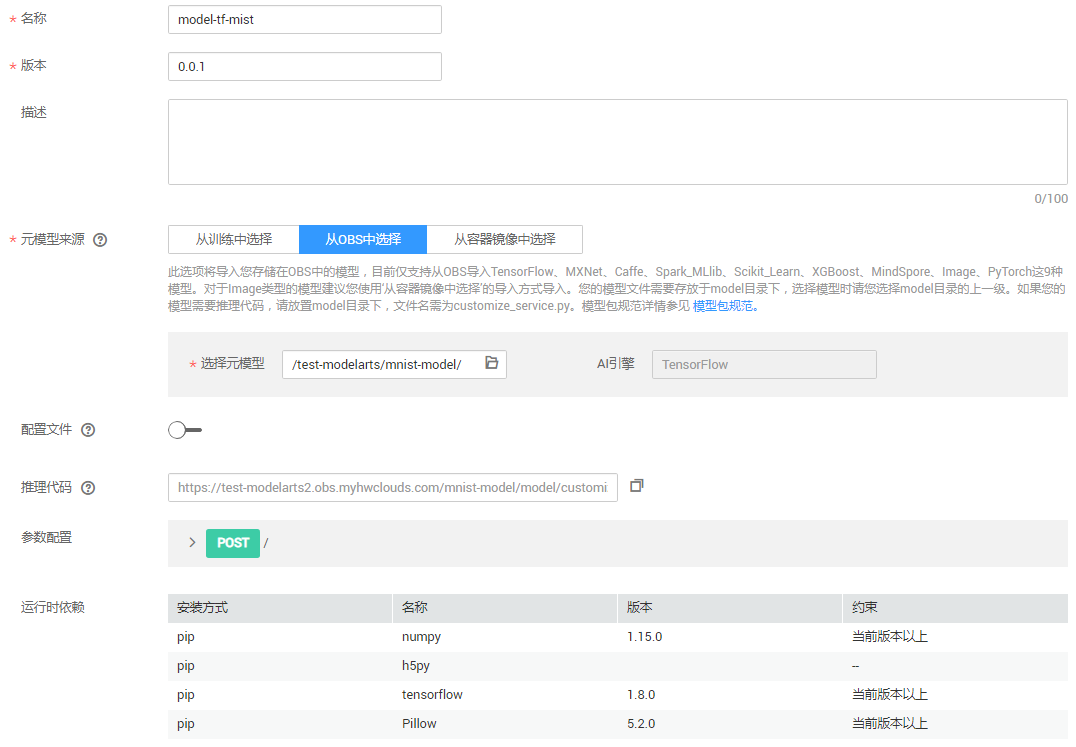 * 名称 model-tf-mist
* 版本 0.0.1
描述
0/100
* 元模型来源 ? 从训练中选择 从OBS中选择 从容器镜像中选择
此选项将导入您存储在OBS中的模型，目前仅支持从OBS导入TensorFlow、MXNet、Caffe、Spark_MLlib、Scikit_Learn、XGBoost、MindSpore、Image、PyTorch这9种
模型。对于Image类型的模型建议您使用‘从容器镜像中选择’的导入方式导入。您的模型文件需要存放于model目录下，选择模型时请您选择model目录的上一级。如果您的
模型需要推理代码，请放置model目录下，文件名需为customize_service.py。模型包规范详情参见 模型包规范。
* 选择元模型 /test-modelarts/mnist-model/ AI引擎 TensorFlow
配置文件 ?
推理代码 ? https://test-modelarts2.obs.myhwclouds.com/mnist-model/model/customi
参数配置 > POST /
运行时依赖 安装方式 名称 版本 约束
pip numpy 1.15.0 当前版本以上
pip h5py --
pip tensorflow 1.8.0 当前版本以上
pip Pillow 5.2.0 当前版本以上